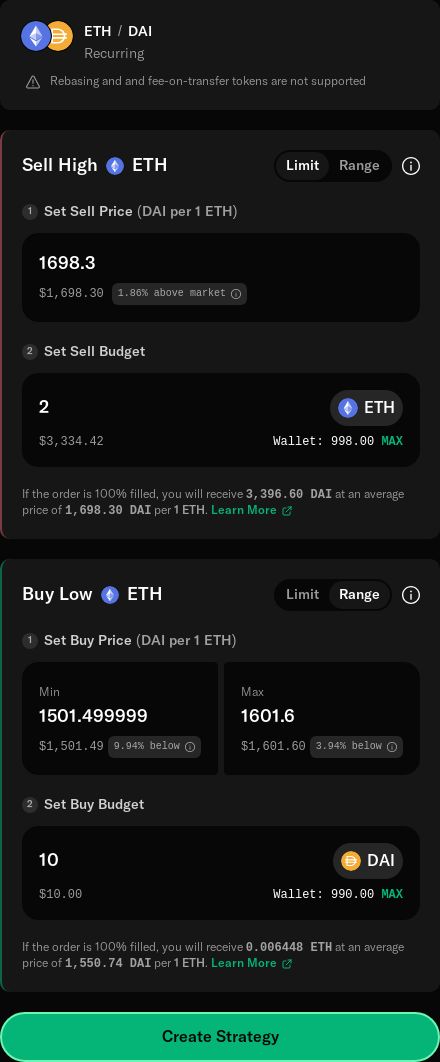 ETH / DAI
Recurring
Rebasing and and fee-on-transfer tokens are not supported
Sell High ETH
Limit Range
1 Set Sell Price (DAI per 1 ETH)
1698.3
$1,698.30 1.86% above market
2 Set Sell Budget
2 ETH
$3,334.42 Wallet: 998.00 MAX
If the order is 100% filled, you will receive 3,396.60 DAI at an average
price of 1,698.30 DAI per 1 ETH. Learn More
Buy Low ETH
Limit Range
1 Set Buy Price (DAI per 1 ETH)
Min Max
1501.499999 1601.6
$1,501.49 9.94% below $1,601.60 3.94% below
2 Set Buy Budget
10 DAI
$10.00 Wallet: 990.00 MAX
If the order is 100% filled, you will receive 0.006448 ETH at an average
price of 1,550.74 DAI per 1 ETH. Learn More
Create Strategy